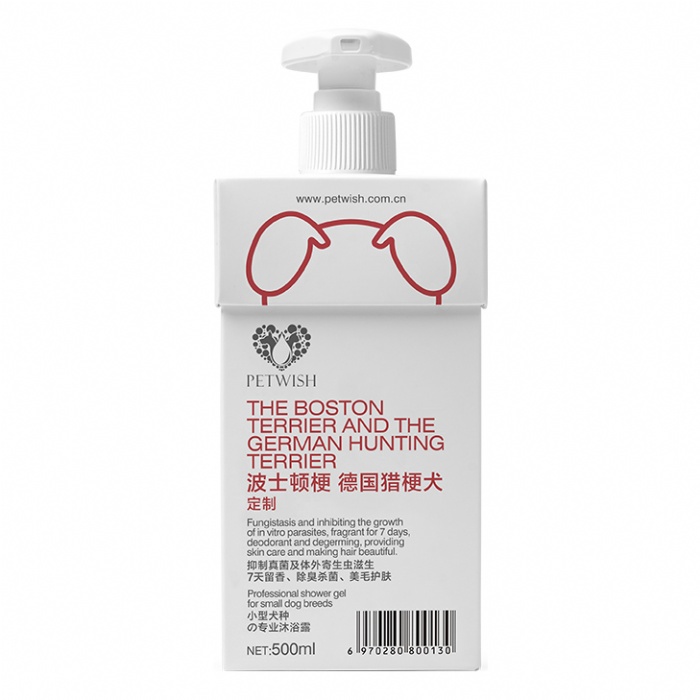 www.petwish.com.cn
PETWISH
THE BOSTON
TERRIER AND THE
GERMAN HUNTING
TERRIER
波士顿梗 德国猎梗犬
定制
Fungistasis and inhibiting the growth
of in vitro parasites, fragrant for 7 days,
deodorant and degerming, providing
skin care and making hair beautiful.
抑制真菌及体外寄生虫滋生
7天留香、除臭杀菌、美毛护肤
Professional shower gel
for small dog breeds
小型犬种
の专业沐浴露
NET:500ml
6 970280 800130